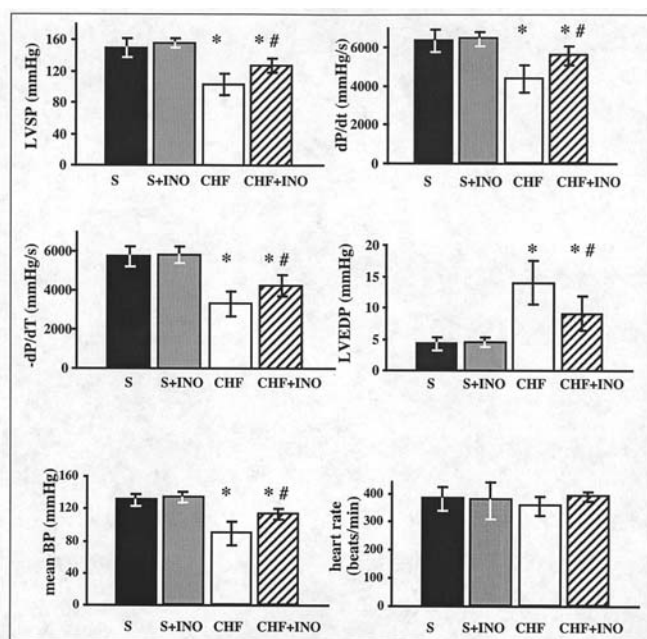 LVSP (mmHg)
160
120
80
40
0
* * #
S S+INO CHF CHF+INO
dP/dt (mmHg/s)
6000
4000
2000
0
* * #
S S+INO CHF CHF+INO
-dP/dT (mmHg/s)
6000
4000
2000
0
* * #
S S+INO CHF CHF+INO
LVEDP (mmHg)
20
15
10
5
0
* * #
S S+INO CHF CHF+INO
mean BP (mmHg)
160
120
80
40
0
* * #
S S+INO CHF CHF+INO
heart rate
(beats/min)
400
300
200
100
0
S S+INO CHF CHF+INO